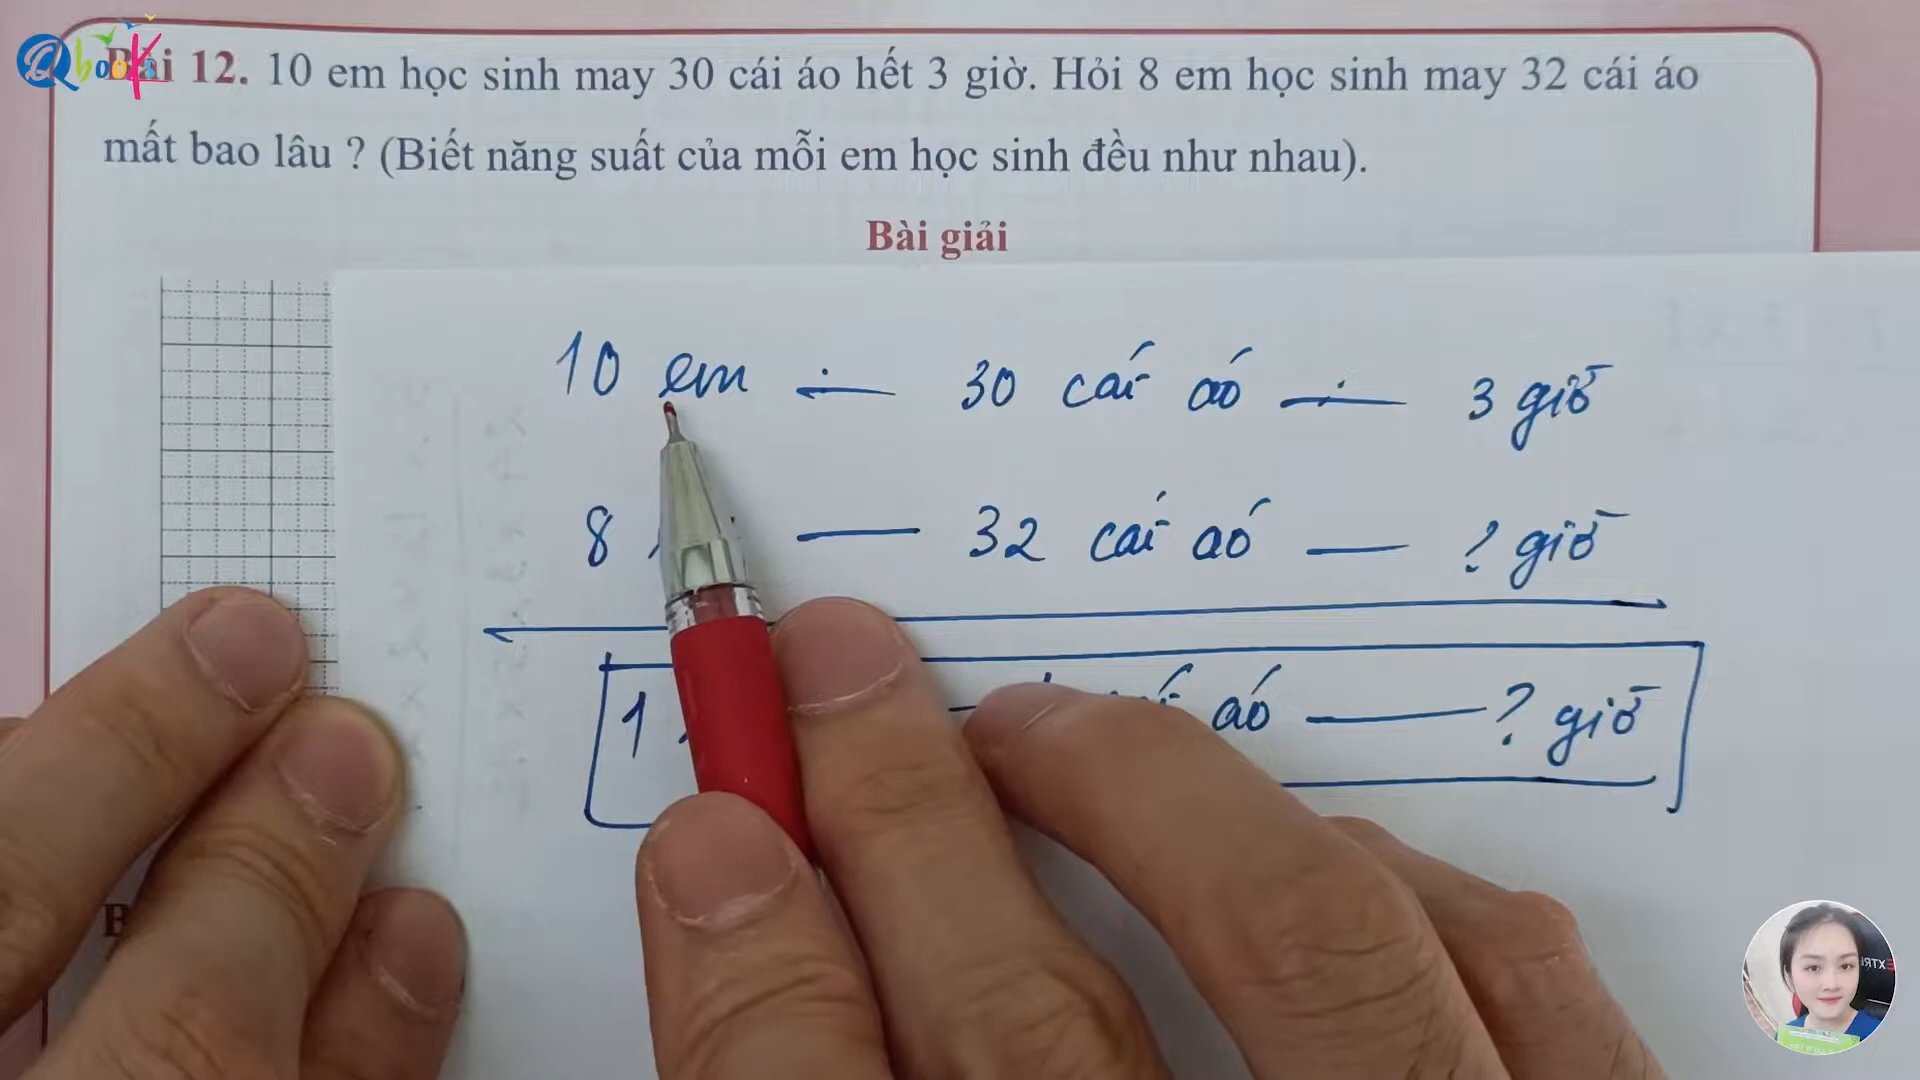 Qbooks
Bài 12. 10 em học sinh may 30 cái áo hết 3 giờ. Hỏi 8 em học sinh may 32 cái áo
mất bao lâu ? (Biết năng suất của mỗi em học sinh đều như nhau).
Bài giải
10 em — 30 cái áo — 3 giờ
8 — 32 cái áo — ? giờ
1 áo — ? giờ